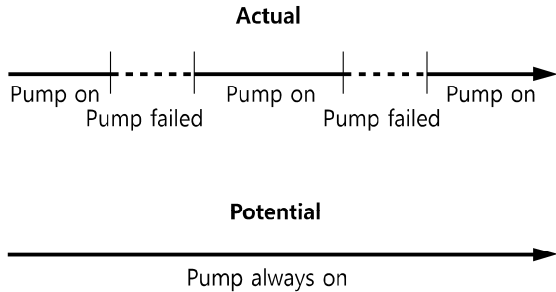 Actual
Pump on Pump on Pump on
Pump failed Pump failed
Potential
Pump always on